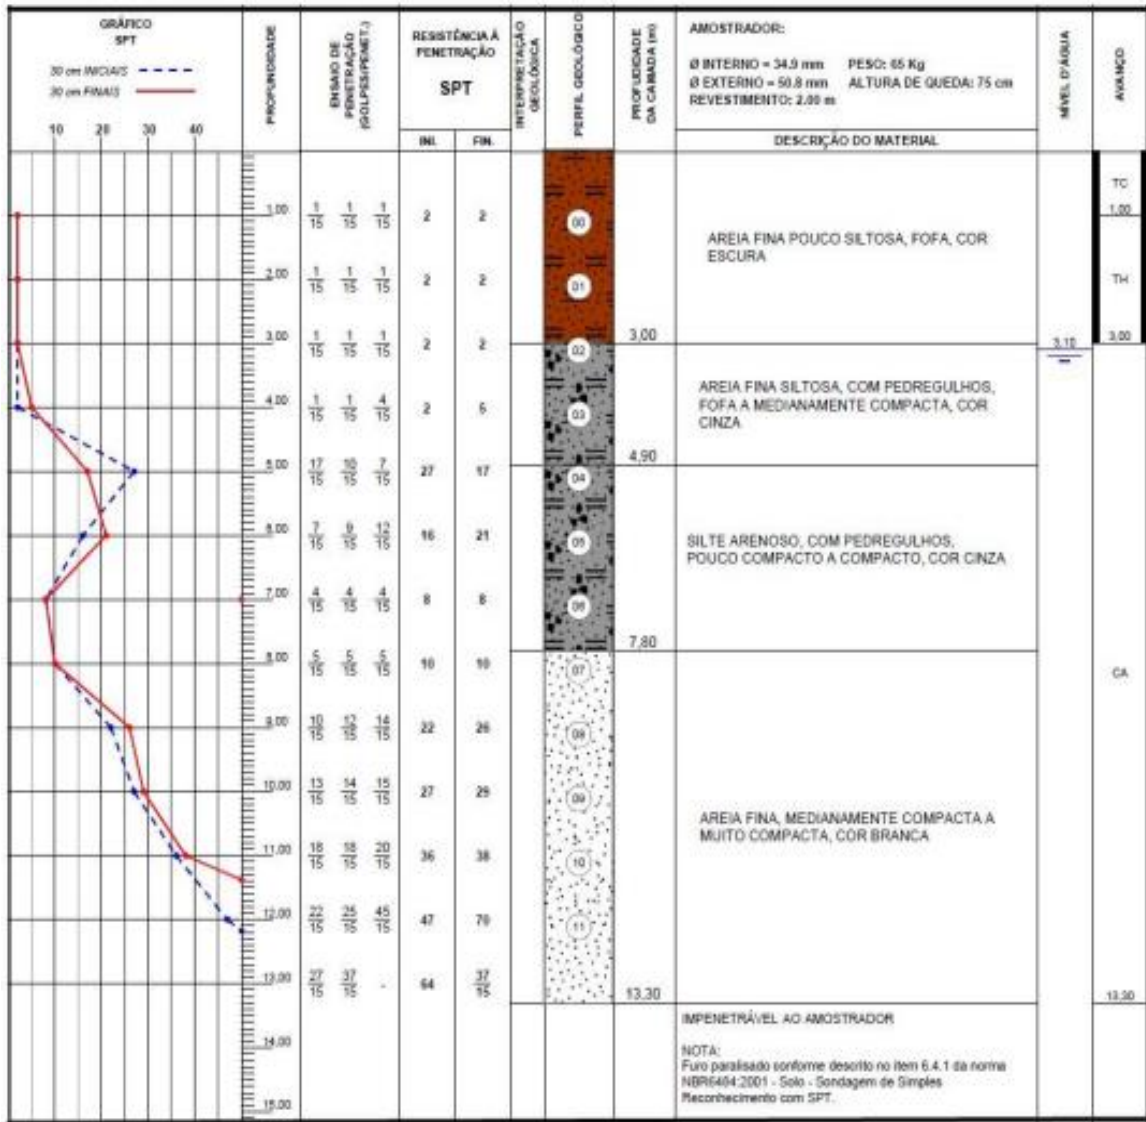 GRÁFICO
SPT
30 cm INICIAIS
30 cm FINAIS
10 20 30 40
PROFUNDIDADE
ENSAIO DE
PENETRAÇÃO
(GOLPES/PENET.)
RESISTÊNCIA À
PENETRAÇÃO
SPT
INI. FIN.
INTERPRETAÇÃO
GEOLÓGICA
PERFIL GEOLÓGICO
PROFUDIDADE
DA CAMADA (m)
AMOSTRADOR:
Ø INTERNO = 34.9 mm PESO: 65 Kg
Ø EXTERNO = 50.8 mm ALTURA DE QUEDA: 75 cm
REVESTIMENTO: 2.00 m
DESCRIÇÃO DO MATERIAL
NÍVEL D'ÁGUA
AVANÇO
1.00 1/15 1/15 1/15 2 2
2.00 1/15 1/15 1/15 2 2
3.00 1/15 1/15 1/15 2 2
4.00 1/15 1/15 4/15 2 5
5.00 17/15 10/15 7/15 27 17
6.00 7/15 9/15 12/15 16 21
7.00 4/15 4/15 4/15 8 8
8.00 5/15 5/15 5/15 10 10
9.00 10/15 12/15 14/15 22 26
10.00 13/15 14/15 15/15 27 29
11.00 18/15 18/15 20/15 36 38
12.00 22/15 25/15 45/15 47 70
13.00 27/15 37/15 - 64 37/15
14.00
15.00
00
01
02
03
04
05
06
07
08
09
10
11
3,00
4,90
7,80
13,30
AREIA FINA POUCO SILTOSA, FOFA, COR
ESCURA
AREIA FINA SILTOSA, COM PEDREGULHOS,
FOFA A MEDIANAMENTE COMPACTA, COR
CINZA
SILTE ARENOSO, COM PEDREGULHOS,
POUCO COMPACTO A COMPACTO, COR CINZA
AREIA FINA, MEDIANAMENTE COMPACTA A
MUITO COMPACTA, COR BRANCA
IMPENETRÁVEL AO AMOSTRADOR
NOTA:
Furo paralisado conforme descrito no item 6.4.1 da norma
NBR6484:2001 - Solo - Sondagem de Simples
Reconhecimento com SPT.
3,10
TC
1,00
TH
3,00
CA
13,30